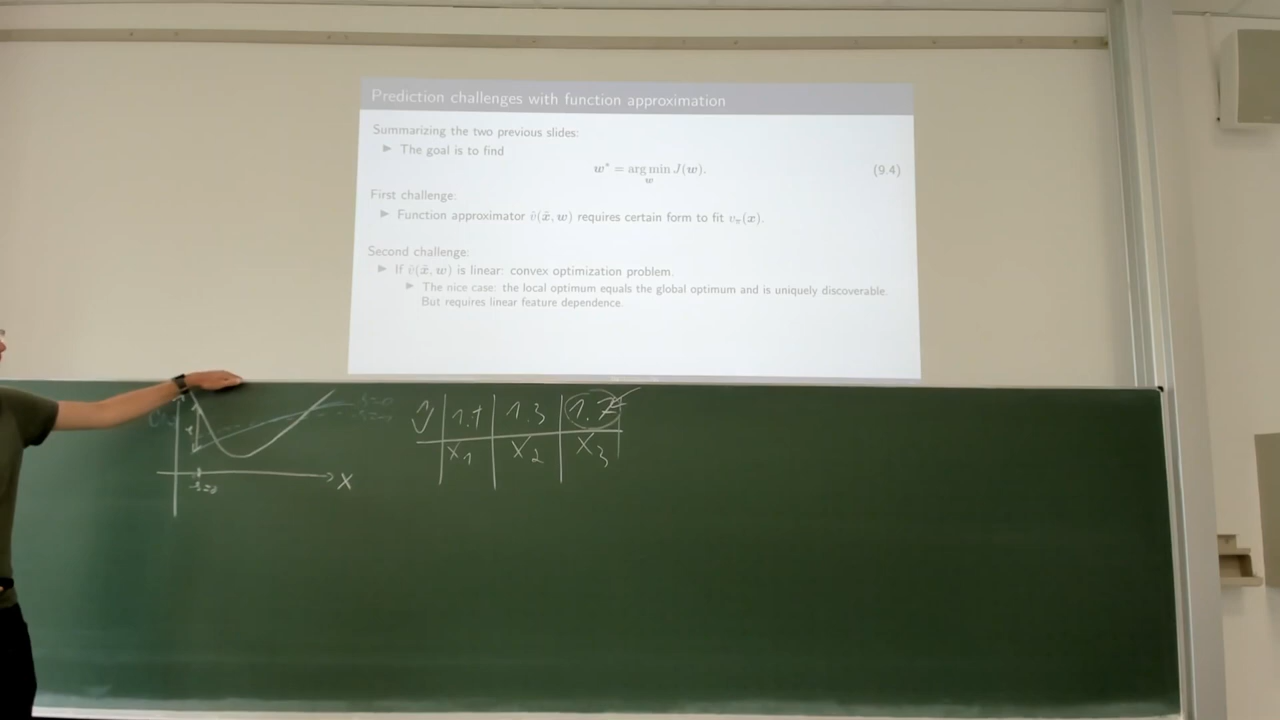 Prediction challenges with function approximation
Summarizing the two previous slides:
▶ The goal is to find
w* = arg min J(w). (9.4)
w
First challenge:
▶ Function approximator v̂(x̃, w) requires certain form to fit vπ(x).
Second challenge:
▶ If v̂(x̃, w) is linear: convex optimization problem.
▶ The nice case: the local optimum equals the global optimum and is uniquely discoverable.
But requires linear feature dependence.
X
1.1 1.3
X1 X2 X3